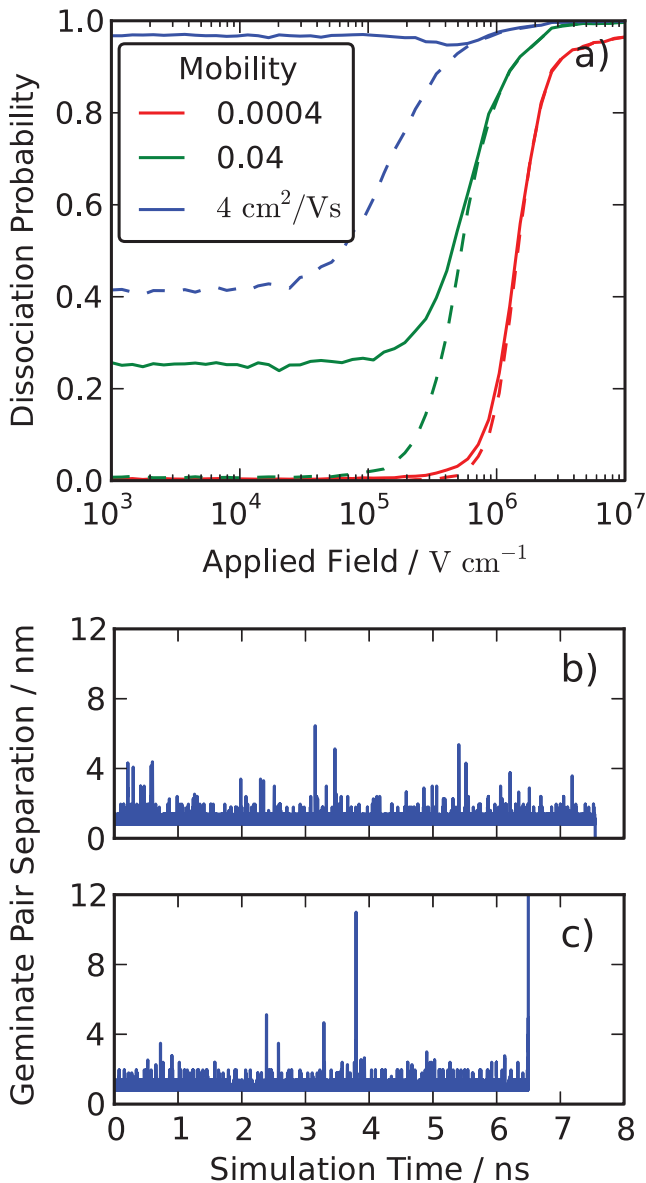 1.0
0.8
0.6
0.4
0.2
0.0
Dissociation Probability
a)
Mobility
0.0004
0.04
4 cm²/Vs
10³ 10⁴ 10⁵ 10⁶ 10⁷
Applied Field / V cm⁻¹
Geminate Pair Separation / nm
12
8
4
0
b)
12
8
4
0
c)
0 1 2 3 4 5 6 7 8
Simulation Time / ns